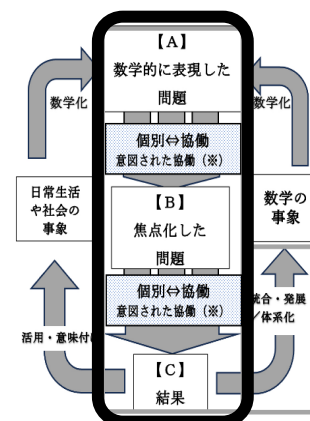 【A】
数学的に表現した
問題
数学化
数学化
個別⇔協働
意図された協働（※）
日常生活
や社会の
事象
【B】
焦点化した
問題
数学の
事象
個別⇔協働
意図された協働（※）
活用・意味付け
統合・発展
／体系化
【C】
結果